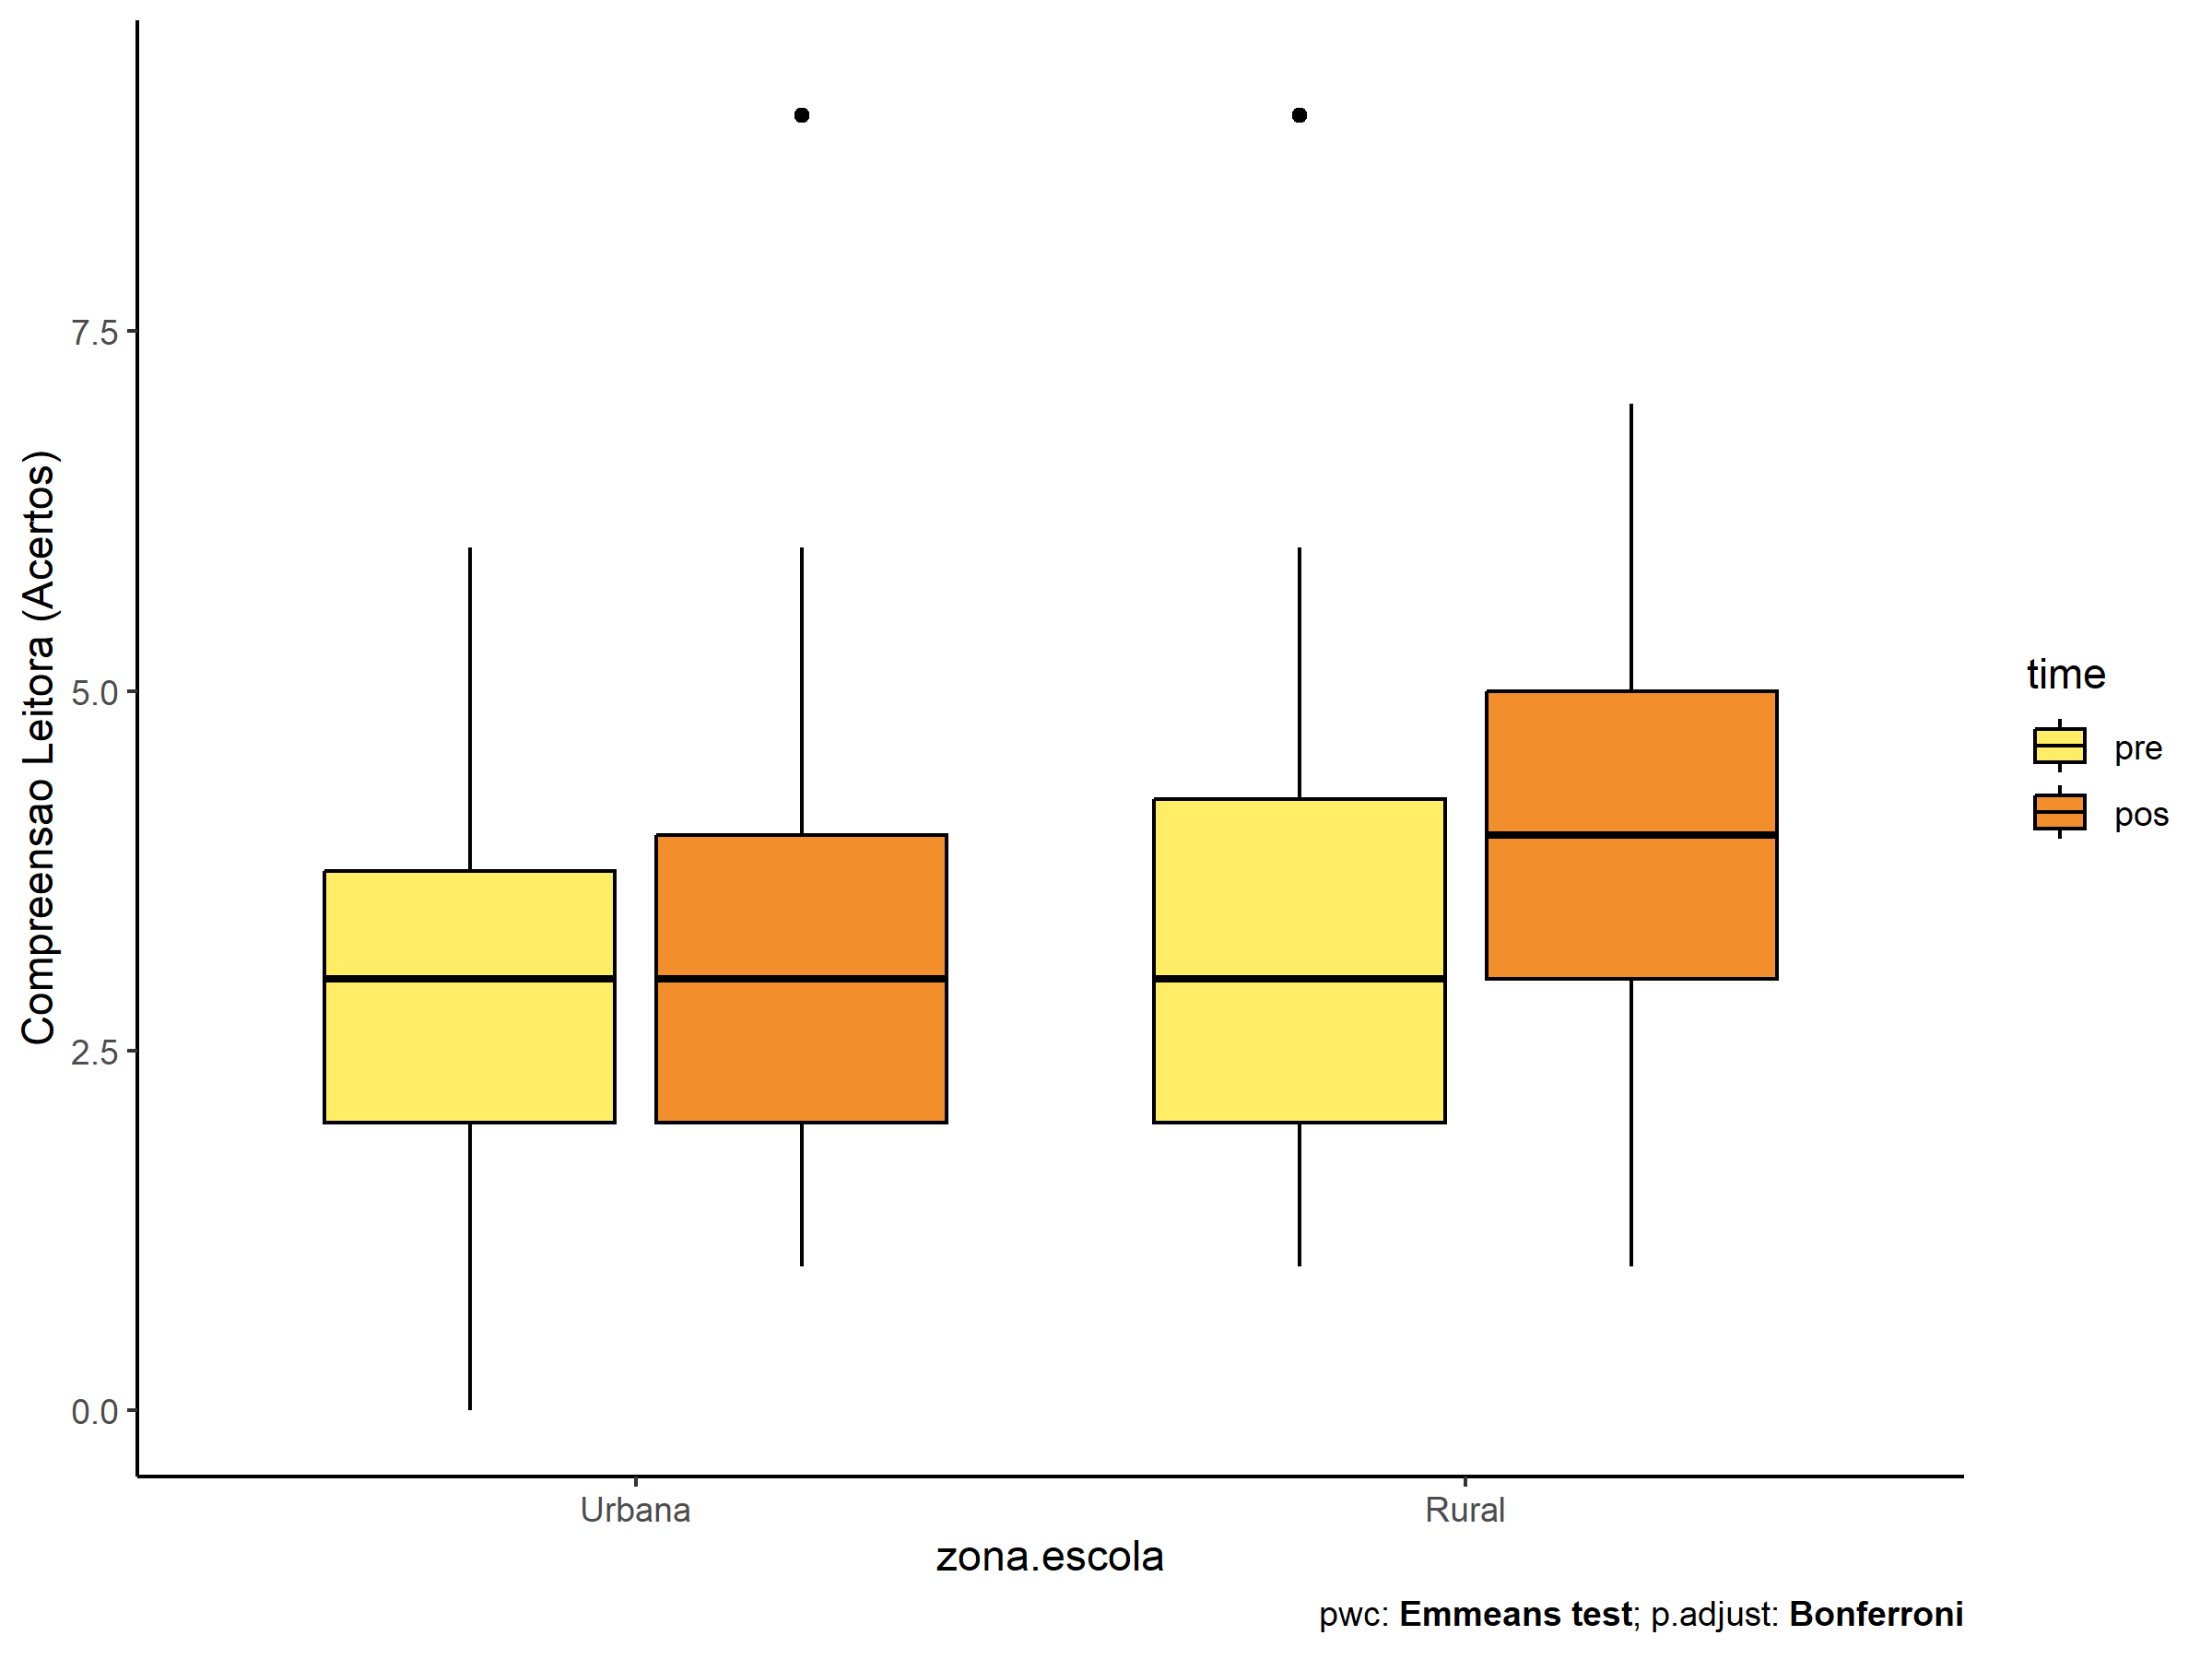 Compreensao Leitora (Acertos)
7.5
5.0
2.5
0.0
Urbana
Rural
zona.escola
time
pre
pos
pwc: Emmeans test; p.adjust: Bonferroni